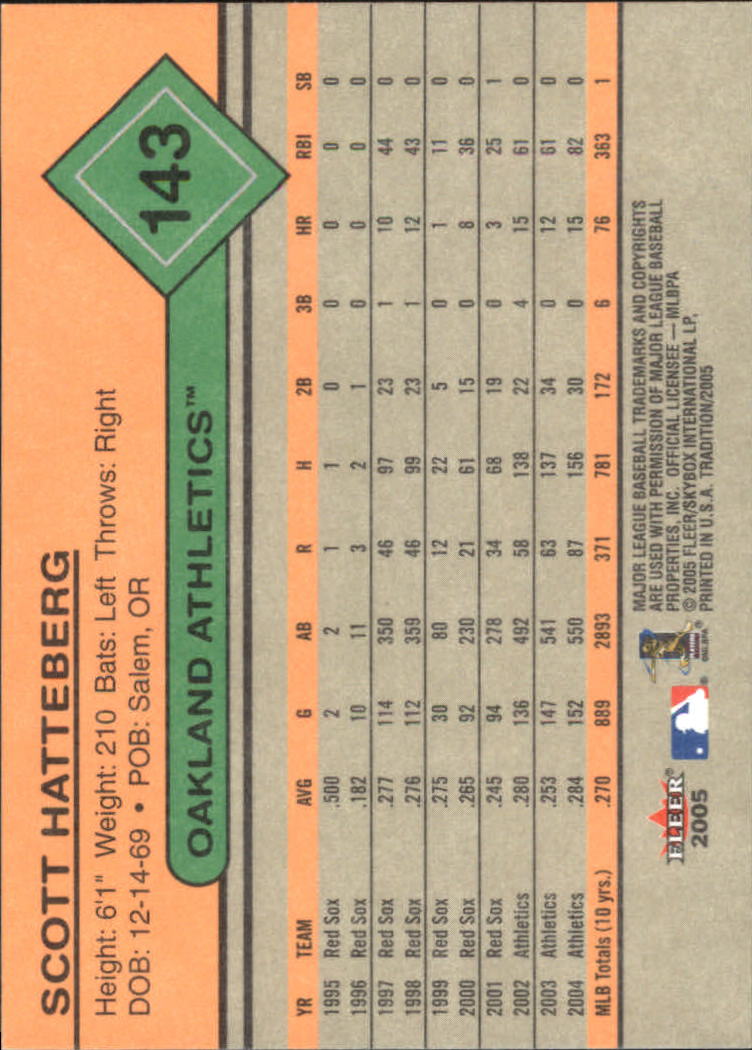 SCOTT HATTEBERG
143
Height: 6'1" Weight: 210 Bats: Left Throws: Right
DOB: 12-14-69 • POB: Salem, OR
OAKLAND ATHLETICS™
YR TEAM AVG G AB R H 2B 3B HR RBI SB
1995 Red Sox .500 2 2 1 1 0 0 0 0 0
1996 Red Sox .182 10 11 3 2 1 0 0 0 0
1997 Red Sox .277 114 350 46 97 23 1 10 44 0
1998 Red Sox .276 112 359 46 99 23 1 12 43 0
1999 Red Sox .275 30 80 12 22 5 0 1 11 0
2000 Red Sox .265 92 230 21 61 15 0 8 36 0
2001 Red Sox .245 94 278 34 68 19 0 3 25 1
2002 Athletics .280 136 492 58 138 22 4 15 61 0
2003 Athletics .253 147 541 63 137 34 0 12 61 0
2004 Athletics .284 152 550 87 156 30 0 15 82 0
MLB Totals (10 yrs.) .270 889 2893 371 781 172 6 76 363 1
FLEER®
2005
®
©MLBPA
MAJOR LEAGUE BASEBALL TRADEMARKS AND COPYRIGHTS
ARE USED WITH PERMISSION OF MAJOR LEAGUE BASEBALL
PROPERTIES, INC. OFFICIAL LICENSEE — MLBPA
© 2005 FLEER/SKYBOX INTERNATIONAL LP,
PRINTED IN U.S.A. TRADITION/2005